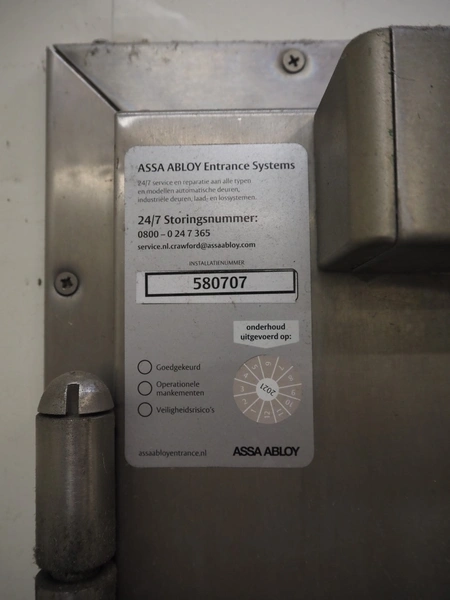 ASSA ABLOY Entrance Systems
24/7 service en reparatie aan alle typen
en modellen automatische deuren,
industriële deuren, laad- en lossystemen.
24/7 Storingsnummer:
0800 – 0 24 7 365
service.nl.crawford@assaabloy.com
INSTALLATIENUMMER
580707
onderhoud
uitgevoerd op:
Goedgekeurd
Operationele
mankementen
Veiligheidsrisico's
2021
assaabloyentrance.nl
ASSA ABLOY